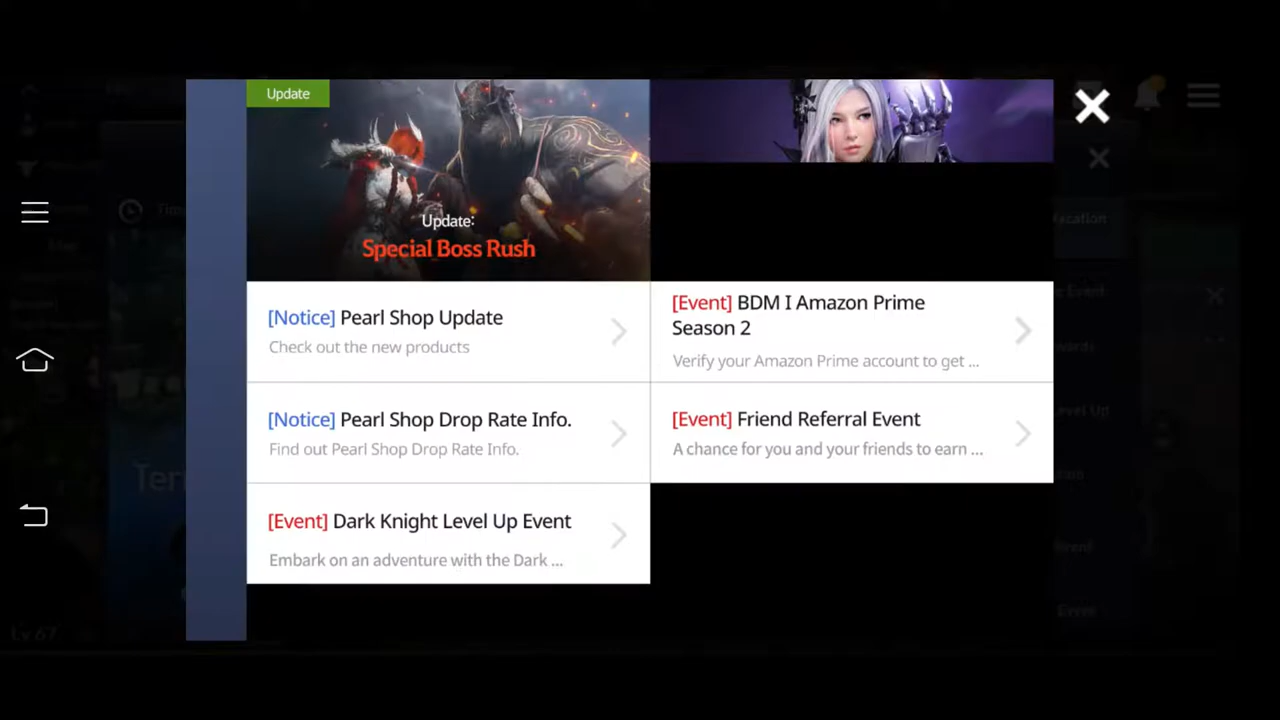 Update
Update:
Special Boss Rush
[Notice] Pearl Shop Update
Check out the new products
[Notice] Pearl Shop Drop Rate Info.
Find out Pearl Shop Drop Rate Info.
[Event] Dark Knight Level Up Event
Embark on an adventure with the Dark ...
[Event] BDM I Amazon Prime
Season 2
Verify your Amazon Prime account to get ...
[Event] Friend Referral Event
A chance for you and your friends to earn ...
Lv 67
Event